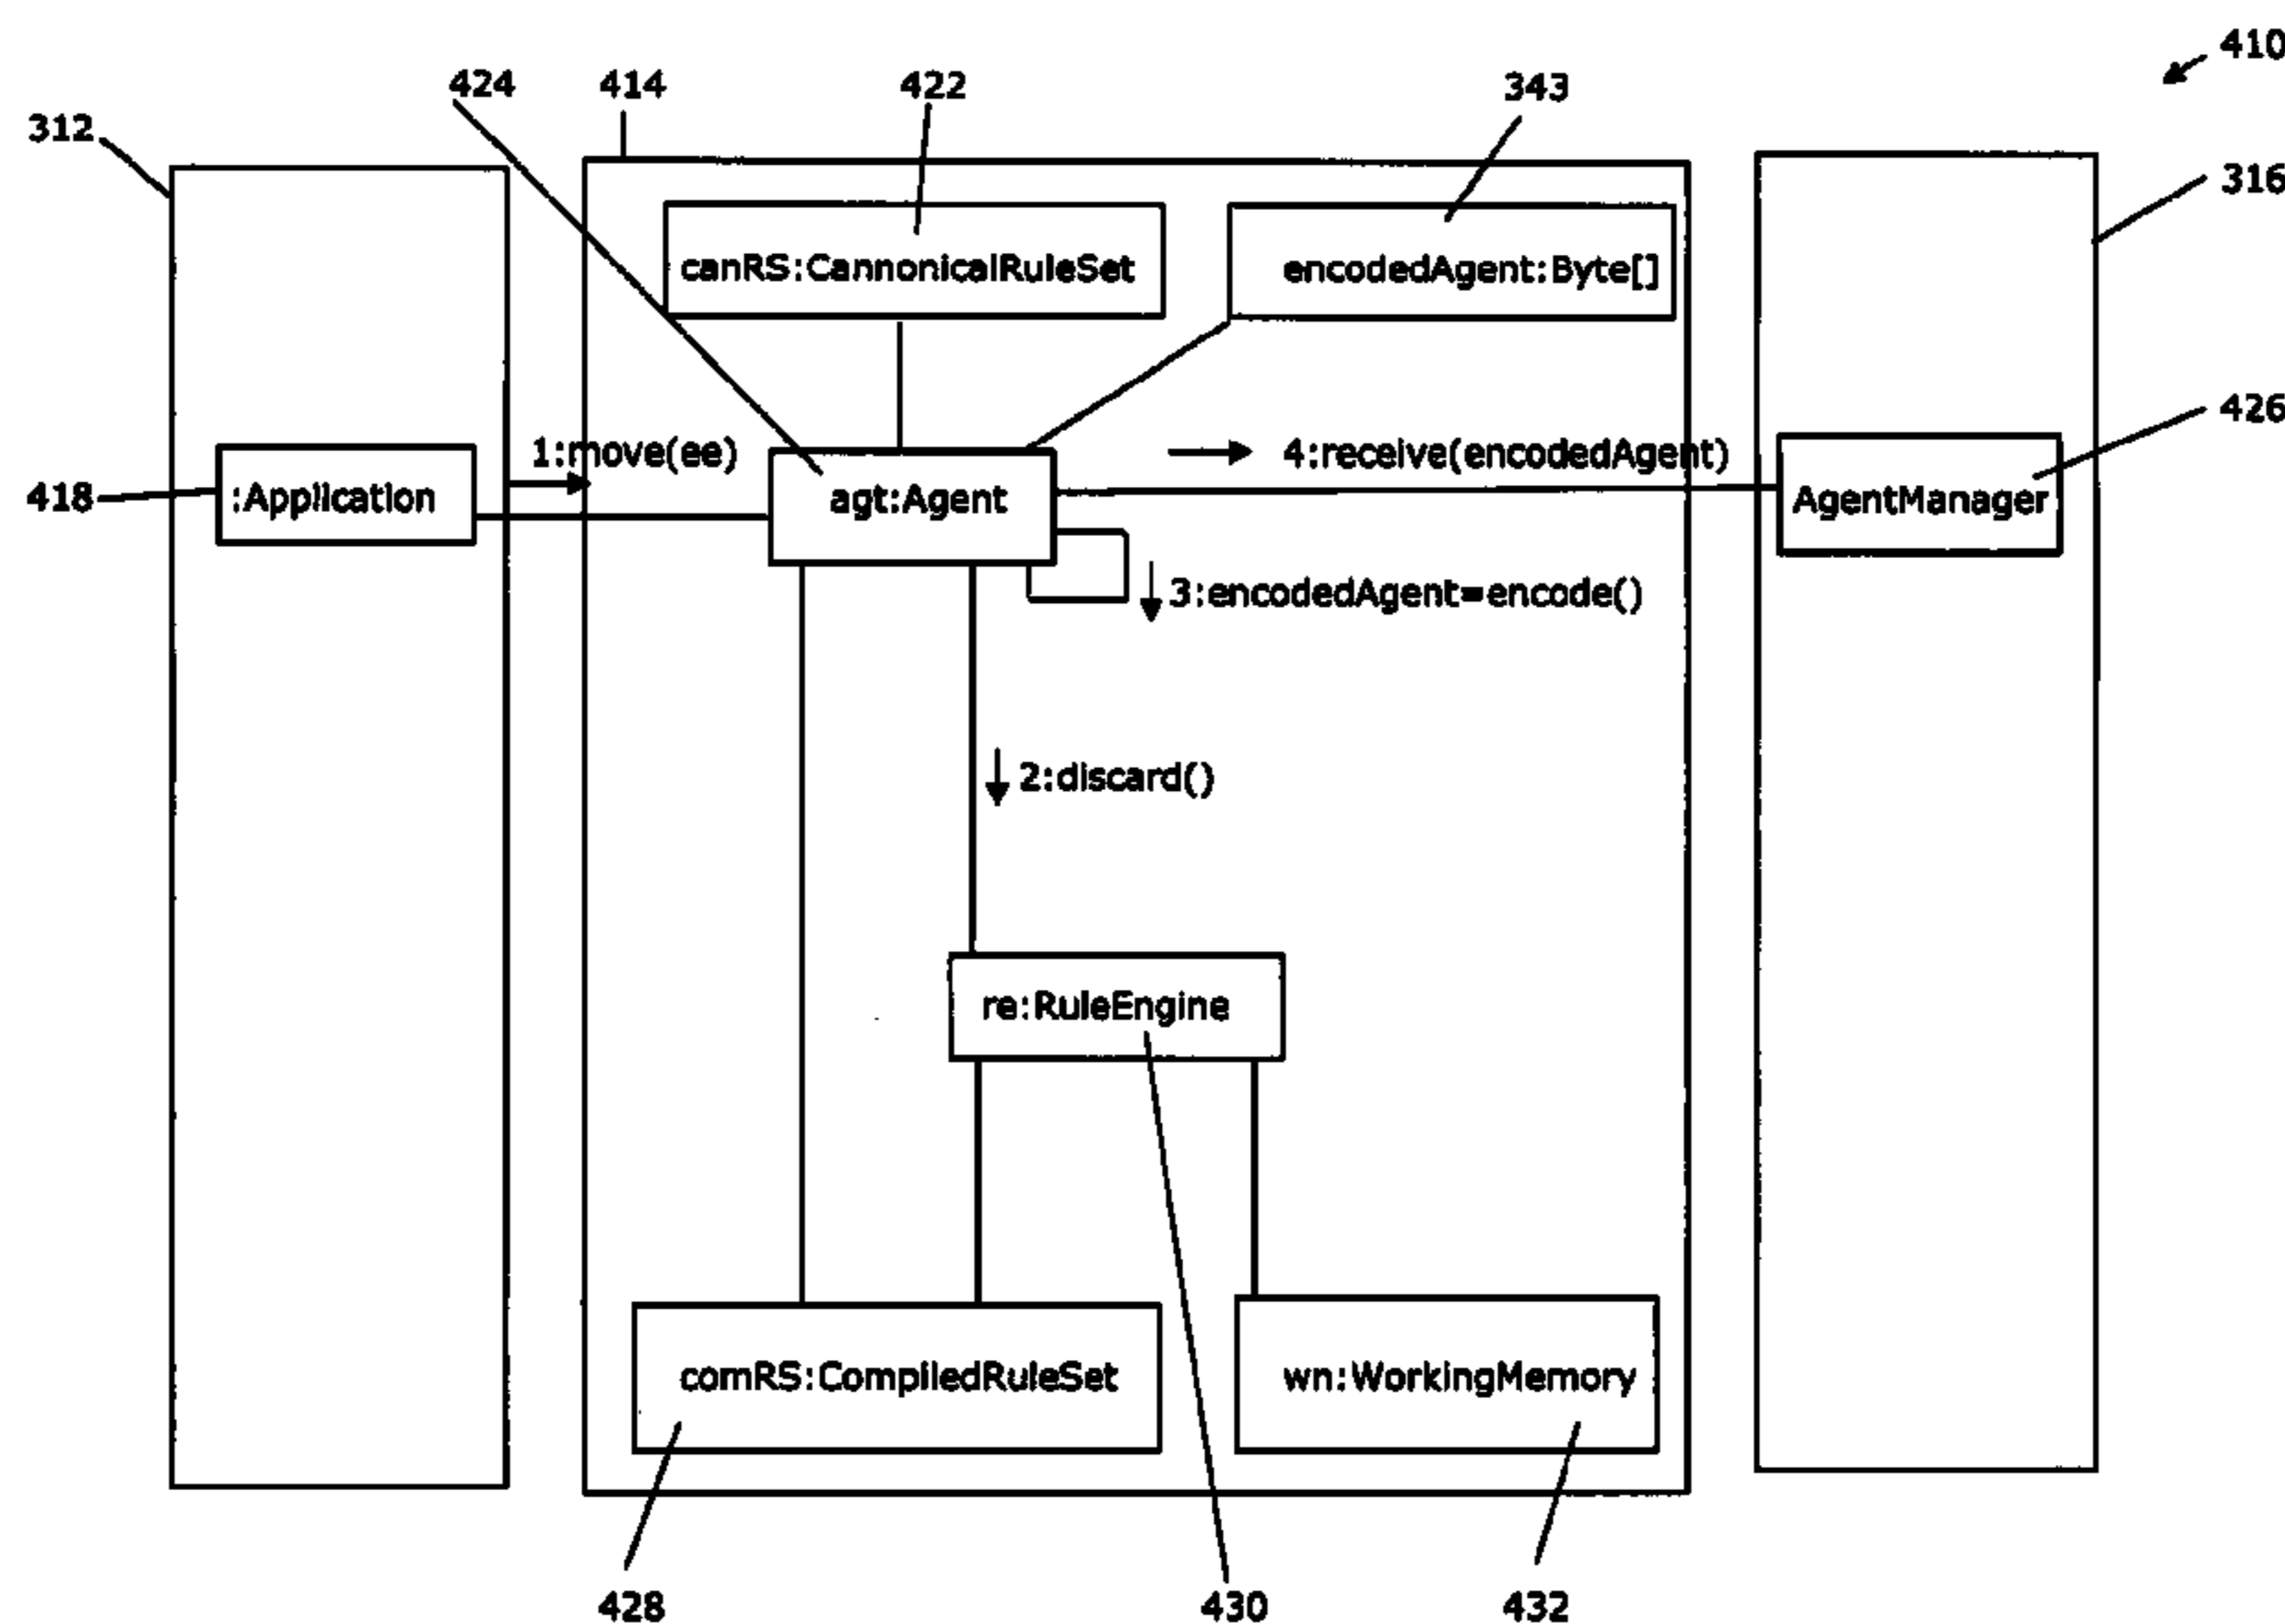 410
424
414
422
343
312
316
canRS:CannonicalRuleSet
encodedAgent:Byte[]
426
1:move(ee)
4:receive(encodedAgent)
418
:Application
agt:Agent
AgentManager
3:encodedAgent=encode()
2:discard()
re:RuleEngine
comRS:CompiledRuleSet
wn:WorkingMemory
428
430
432